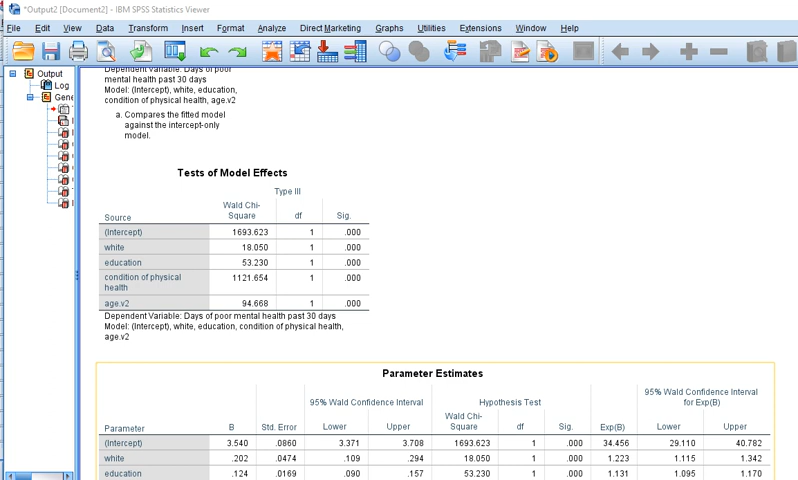 *Output2 [Document2] - IBM SPSS Statistics Viewer
File Edit View Data Transform Insert Format Analyze Direct Marketing Graphs Utilities Extensions Window Help
Output
Log
Gene
Dependent Variable: Days of poor
mental health past 30 days
Model: (Intercept), white, education,
condition of physical health, age.v2
a. Compares the fitted model
against the intercept-only
model.
Tests of Model Effects
Type III
Source Wald Chi-Square df Sig.
(Intercept) 1693.623 1 .000
white 18.050 1 .000
education 53.230 1 .000
condition of physical health 1121.654 1 .000
age.v2 94.668 1 .000
Dependent Variable: Days of poor mental health past 30 days
Model: (Intercept), white, education, condition of physical health,
age.v2
Parameter Estimates
95% Wald Confidence Interval Hypothesis Test 95% Wald Confidence Interval for Exp(B)
Parameter B Std. Error Lower Upper Wald Chi-Square df Sig. Exp(B) Lower Upper
(Intercept) 3.540 .0860 3.371 3.708 1693.623 1 .000 34.456 29.110 40.782
white .202 .0474 .109 .294 18.050 1 .000 1.223 1.115 1.342
education .124 .0169 .090 .157 53.230 1 .000 1.131 1.095 1.170